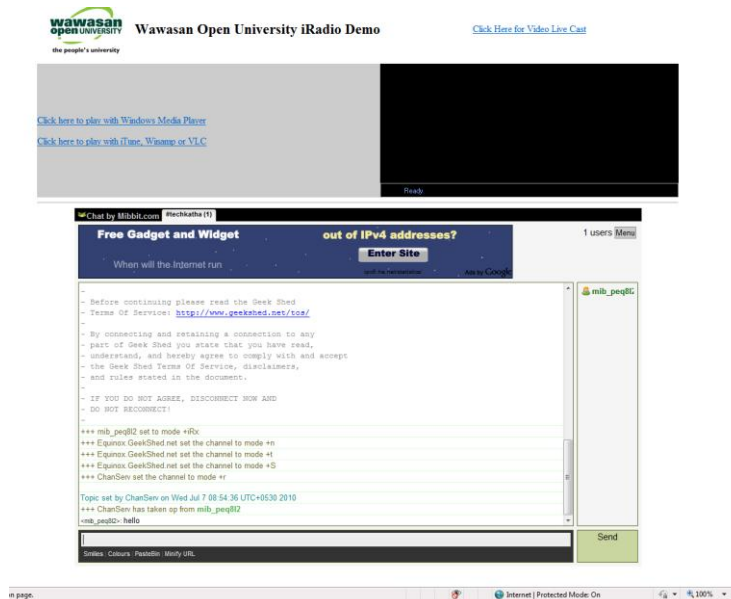 wawasan
open UNIVERSITY
the people's university
Wawasan Open University iRadio Demo
Click Here for Video Live Cast
Click here to play with Windows Media Player
Click here to play with iTune, Winamp or VLC
Ready
Chat by Mibbit.com #techkatha (1)
Free Gadget and Widget
out of IPv4 addresses?
Enter Site
When will the Internet run
Ads by Google
1 users Menu
mib_peq8l2
-
- Before continuing please read the Geek Shed
- Terms Of Service: http://www.geekshed.net/tos/
-
- By connecting and retaining a connection to any
- part of Geek Shed you state that you have read,
- understand, and hereby agree to comply with and accept
- the Geek Shed Terms Of Service, disclaimers,
- and rules stated in the document.
-
- IF YOU DO NOT AGREE, DISCONNECT NOW AND
- DO NOT RECONNECT!
-
+++ mib_peq8l2 set to mode +iRx
+++ Equinox.GeekShed.net set the channel to mode +n
+++ Equinox.GeekShed.net set the channel to mode +t
+++ Equinox.GeekShed.net set the channel to mode +S
+++ ChanServ set the channel to mode +r
Topic set by ChanServ on Wed Jul 7 08:54:36 UTC+0530 2010
+++ ChanServ has taken op from mib_peq8l2
<mib_peq8l2> hello
Send
Smiles | Colours | PasteBin | Minify URL
n page.
Internet | Protected Mode: On
100%